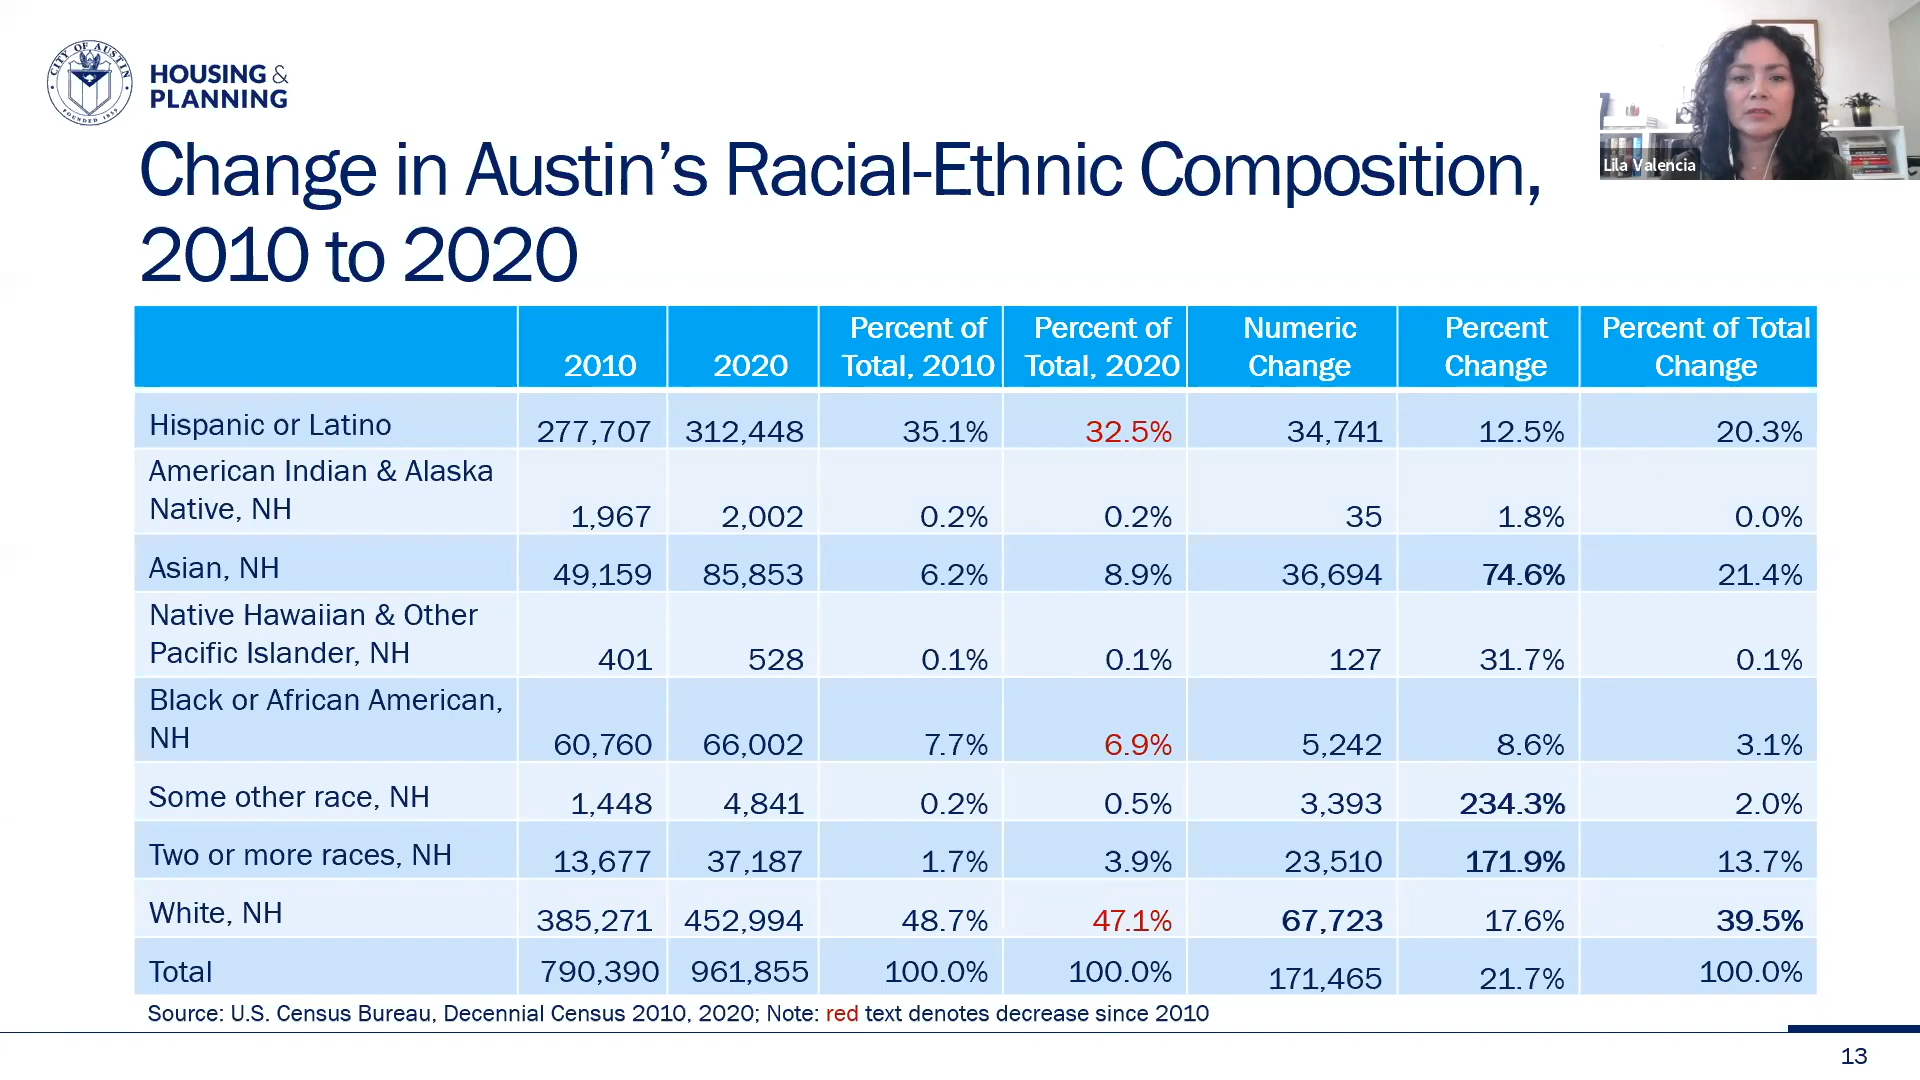 CITY OF AUSTIN
FOUNDED 1839
HOUSING &
PLANNING
Lila Valencia
Change in Austin's Racial-Ethnic Composition,
2010 to 2020
2010 2020 Percent of Total, 2010 Percent of Total, 2020 Numeric Change Percent Change Percent of Total Change
Hispanic or Latino 277,707 312,448 35.1% 32.5% 34,741 12.5% 20.3%
American Indian & Alaska
Native, NH 1,967 2,002 0.2% 0.2% 35 1.8% 0.0%
Asian, NH 49,159 85,853 6.2% 8.9% 36,694 74.6% 21.4%
Native Hawaiian & Other
Pacific Islander, NH 401 528 0.1% 0.1% 127 31.7% 0.1%
Black or African American,
NH 60,760 66,002 7.7% 6.9% 5,242 8.6% 3.1%
Some other race, NH 1,448 4,841 0.2% 0.5% 3,393 234.3% 2.0%
Two or more races, NH 13,677 37,187 1.7% 3.9% 23,510 171.9% 13.7%
White, NH 385,271 452,994 48.7% 47.1% 67,723 17.6% 39.5%
Total 790,390 961,855 100.0% 100.0% 171,465 21.7% 100.0%
Source: U.S. Census Bureau, Decennial Census 2010, 2020; Note: red text denotes decrease since 2010
13